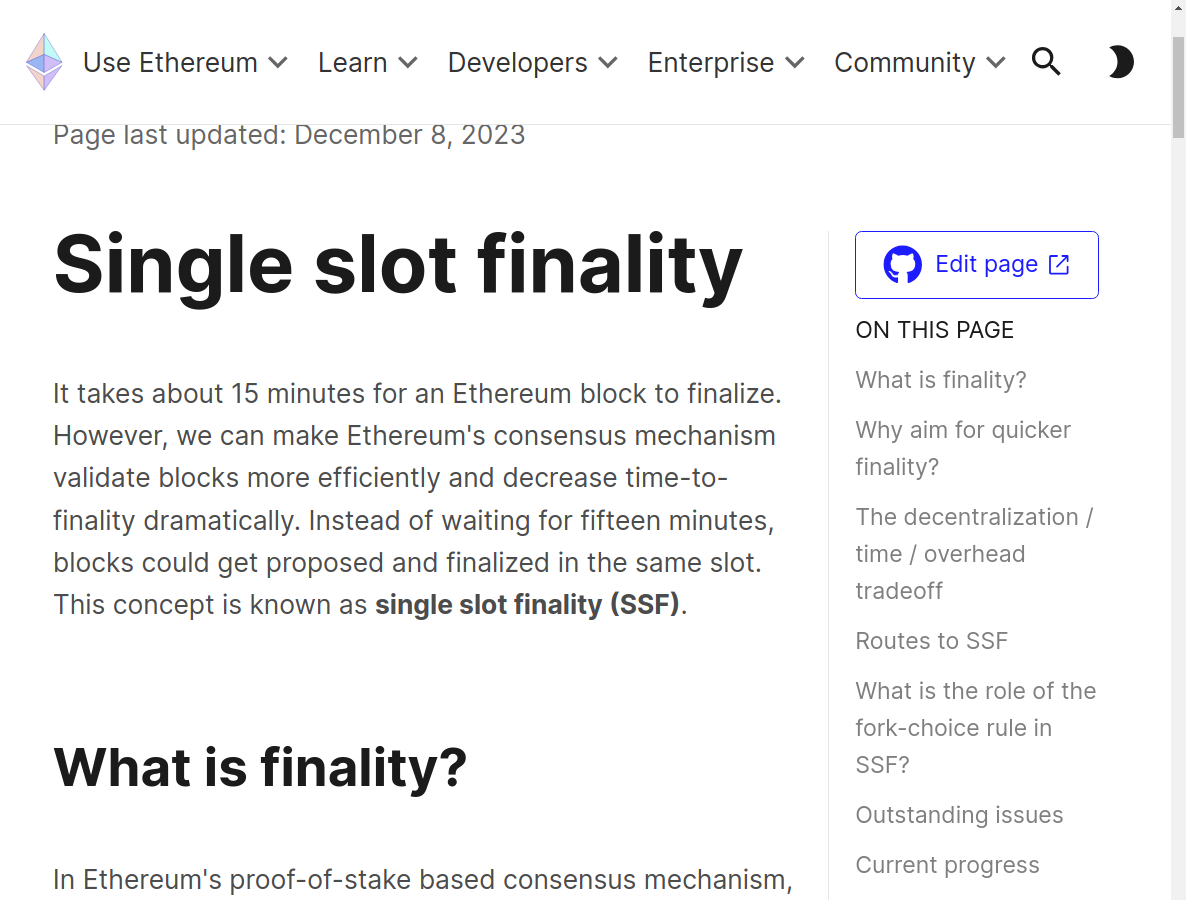 Use Ethereum Learn Developers Enterprise Community
Page last updated: December 8, 2023
Single slot finality
It takes about 15 minutes for an Ethereum block to finalize.
However, we can make Ethereum's consensus mechanism
validate blocks more efficiently and decrease time-to-
finality dramatically. Instead of waiting for fifteen minutes,
blocks could get proposed and finalized in the same slot.
This concept is known as single slot finality (SSF).
What is finality?
In Ethereum's proof-of-stake based consensus mechanism,
Edit page
ON THIS PAGE
What is finality?
Why aim for quicker
finality?
The decentralization /
time / overhead
tradeoff
Routes to SSF
What is the role of the
fork-choice rule in
SSF?
Outstanding issues
Current progress